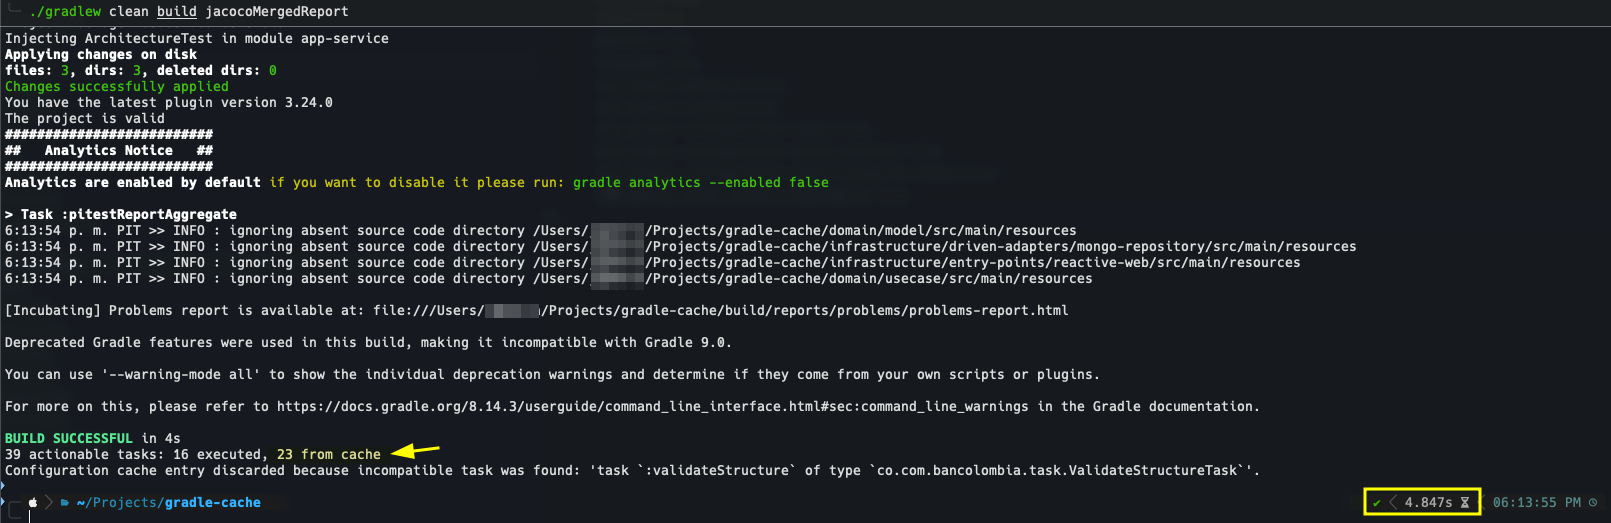 ./gradlew clean build jacocoMergedReport
Injecting ArchitectureTest in module app-service
Applying changes on disk
files: 3, dirs: 3, deleted dirs: 0
Changes successfully applied
You have the latest plugin version 3.24.0
The project is valid
##########################
##   Analytics Notice   ##
##########################
Analytics are enabled by default if you want to disable it please run: gradle analytics --enabled false
> Task :pitestReportAggregate
6:13:54 p. m. PIT >> INFO : ignoring absent source code directory /Users/ /Projects/gradle-cache/domain/model/src/main/resources
6:13:54 p. m. PIT >> INFO : ignoring absent source code directory /Users/ /Projects/gradle-cache/infrastructure/driven-adapters/mongo-repository/src/main/resources
6:13:54 p. m. PIT >> INFO : ignoring absent source code directory /Users/ /Projects/gradle-cache/infrastructure/entry-points/reactive-web/src/main/resources
6:13:54 p. m. PIT >> INFO : ignoring absent source code directory /Users/ /Projects/gradle-cache/domain/usecase/src/main/resources
[Incubating] Problems report is available at: file:///Users/ /Projects/gradle-cache/build/reports/problems/problems-report.html
Deprecated Gradle features were used in this build, making it incompatible with Gradle 9.0.
You can use '--warning-mode all' to show the individual deprecation warnings and determine if they come from your own scripts or plugins.
For more on this, please refer to https://docs.gradle.org/8.14.3/userguide/command_line_interface.html#sec:command_line_warnings in the Gradle documentation.
BUILD SUCCESSFUL in 4s
39 actionable tasks: 16 executed, 23 from cache
Configuration cache entry discarded because incompatible task was found: 'task `:validateStructure` of type `co.com.bancolombia.task.ValidateStructureTask`'.
~/Projects/gradle-cache ✔ 4.847s 06:13:55 PM